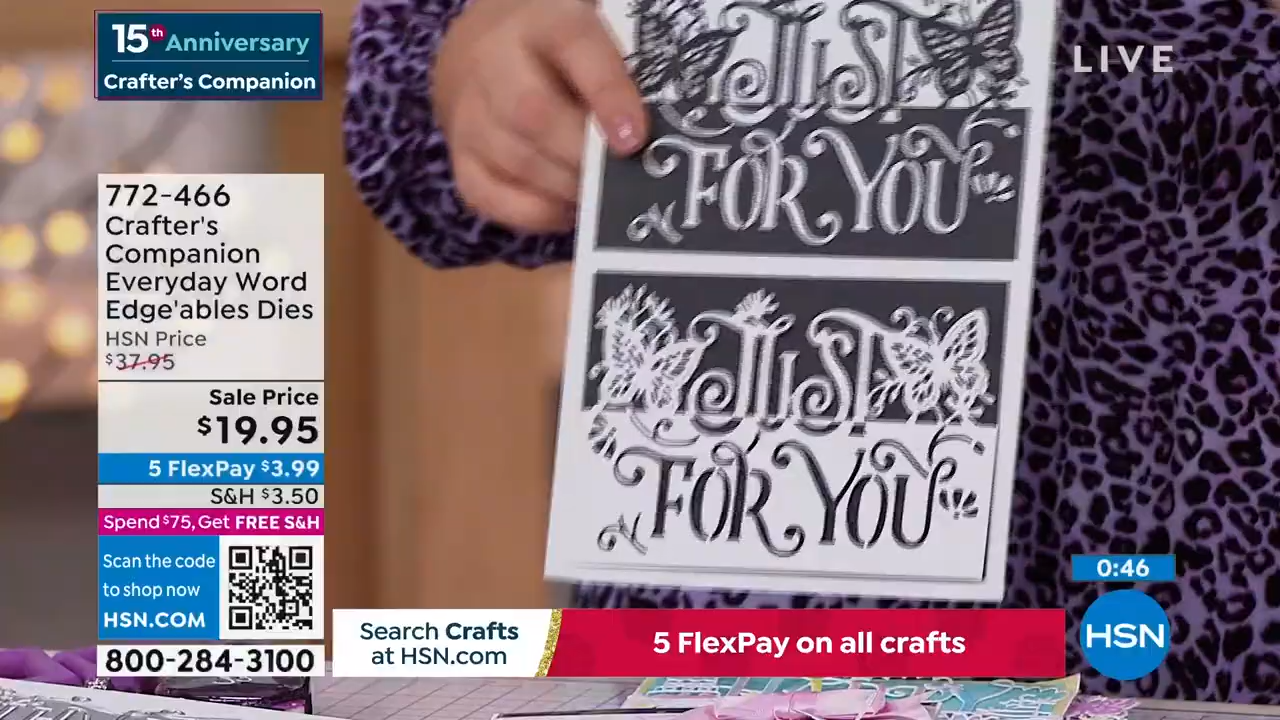 15th Anniversary
Crafter's Companion
LIVE
JUST
FOR YOU
JUST
FOR YOU
772-466
Crafter's
Companion
Everyday Word
Edge'ables Dies
HSN Price
$37.95
Sale Price
$19.95
5 FlexPay $3.99
S&H $3.50
Spend $75, Get FREE S&H
Scan the code
to shop now
HSN.COM
800-284-3100
Search Crafts
at HSN.com
5 FlexPay on all crafts
0:46
HSN